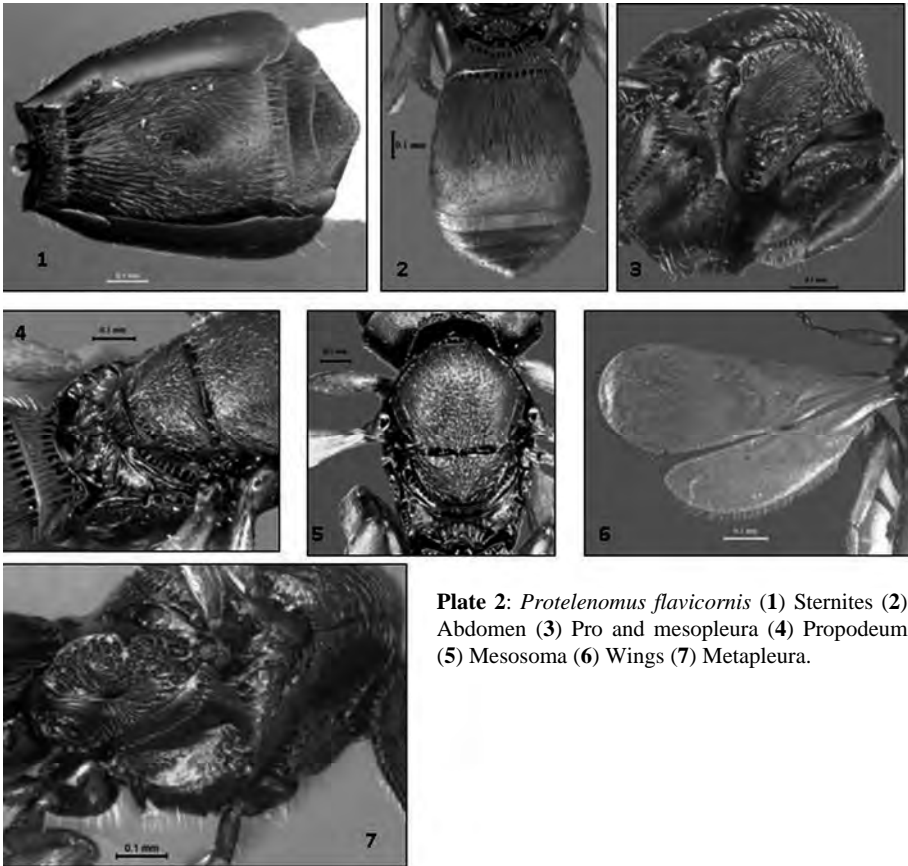 1
0.1 mm
2
0.1 mm
3
0.1 mm
4
0.1 mm
5
0.1 mm
6
0.1 mm
7
0.1 mm
Plate 2: Protelenomus flavicornis (1) Sternites (2)
Abdomen (3) Pro and mesopleura (4) Propodeum
(5) Mesosoma (6) Wings (7) Metapleura.